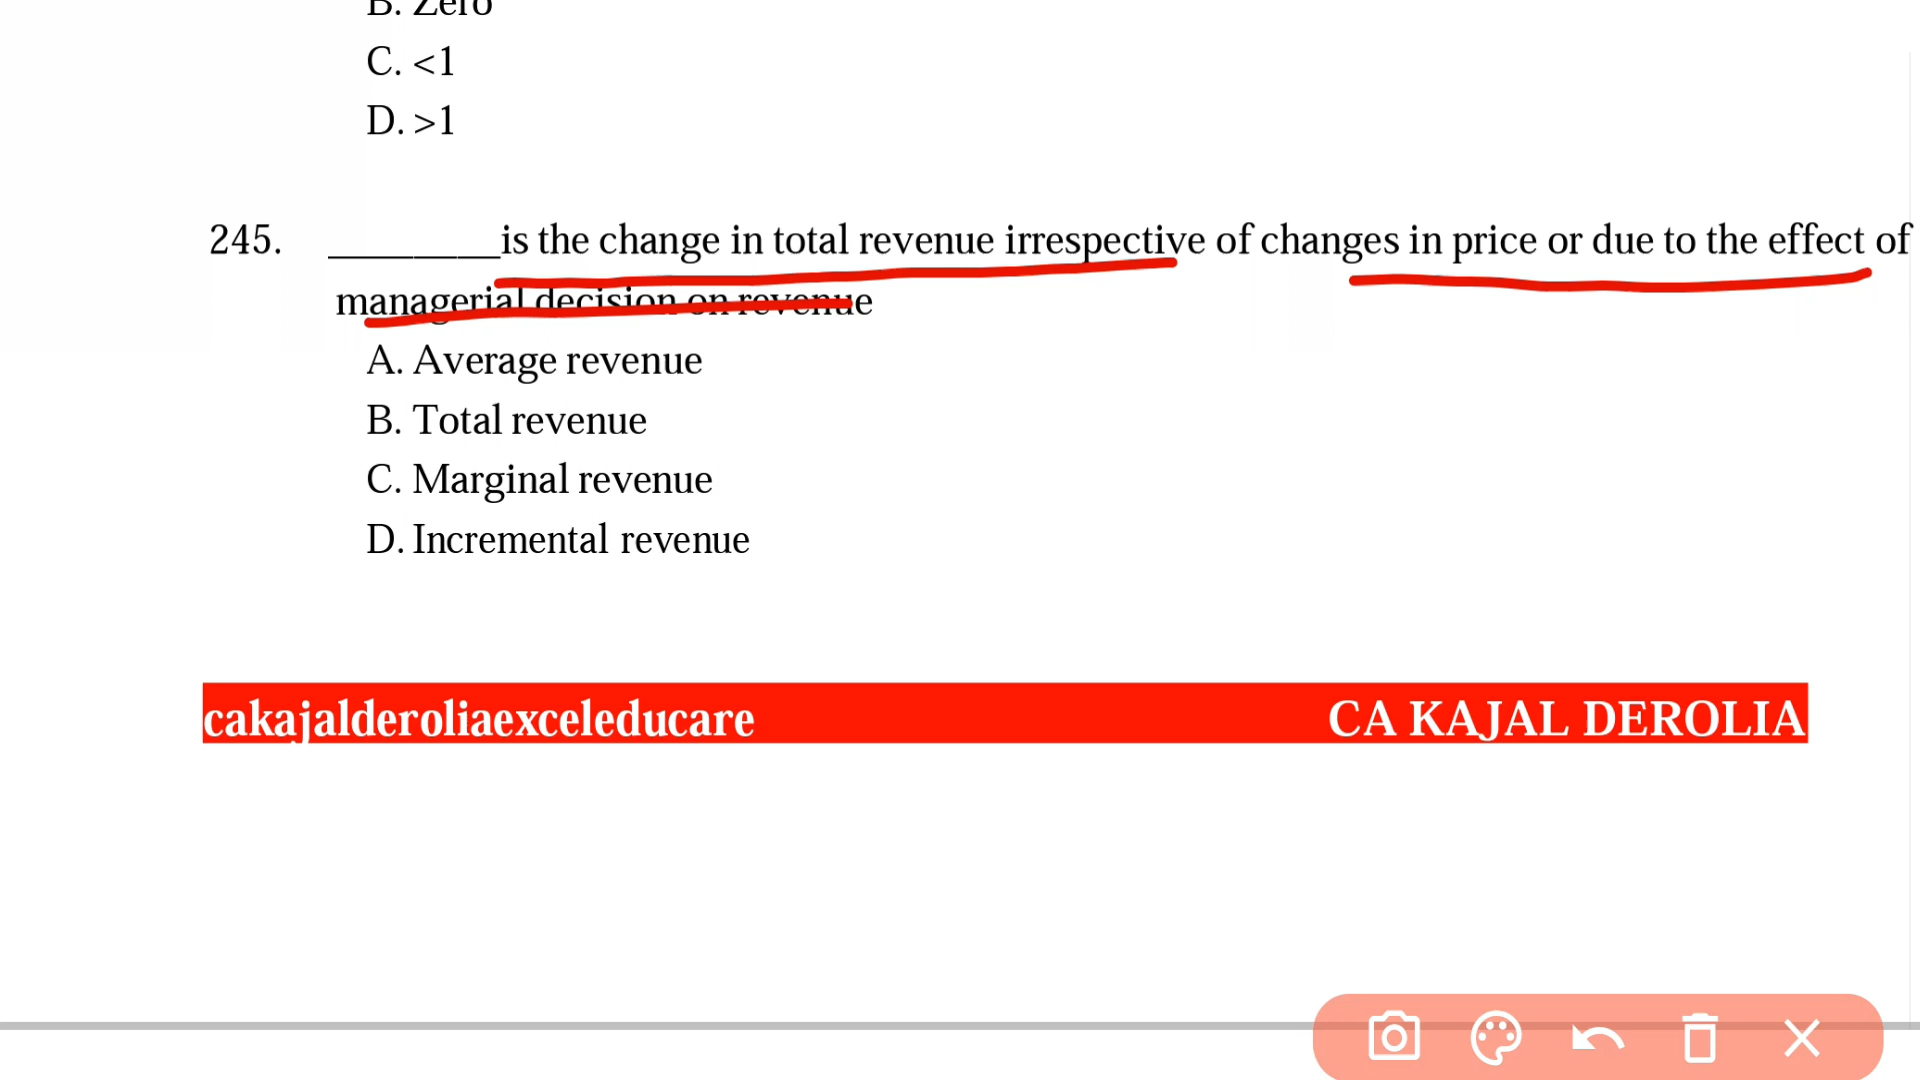 B. Zero
C. <1
D. >1
245. ________is the change in total revenue irrespective of changes in price or due to the effect of
managerial decision on revenue
A. Average revenue
B. Total revenue
C. Marginal revenue
D. Incremental revenue
cakajalderoliaexceleducare CA KAJAL DEROLIA